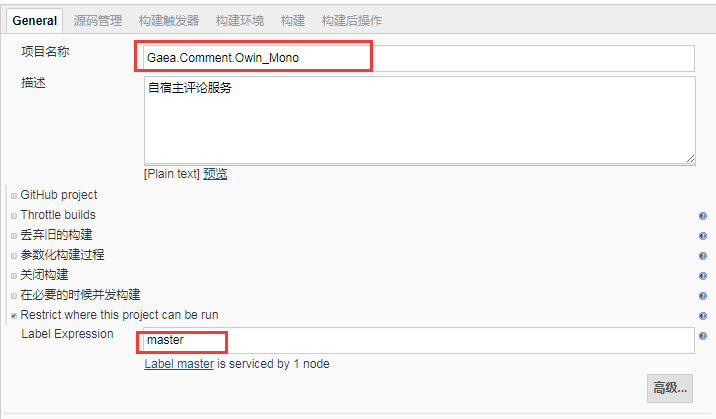 General 源码管理 构建触发器 构建环境 构建 构建后操作
项目名称 Gaea.Comment.Owin_Mono
描述 自宿主评论服务
[Plain text] 预览
GitHub project
Throttle builds
丢弃旧的构建
参数化构建过程
关闭构建
在必要的时候并发构建
Restrict where this project can be run
Label Expression master
Label master is serviced by 1 node
高级...